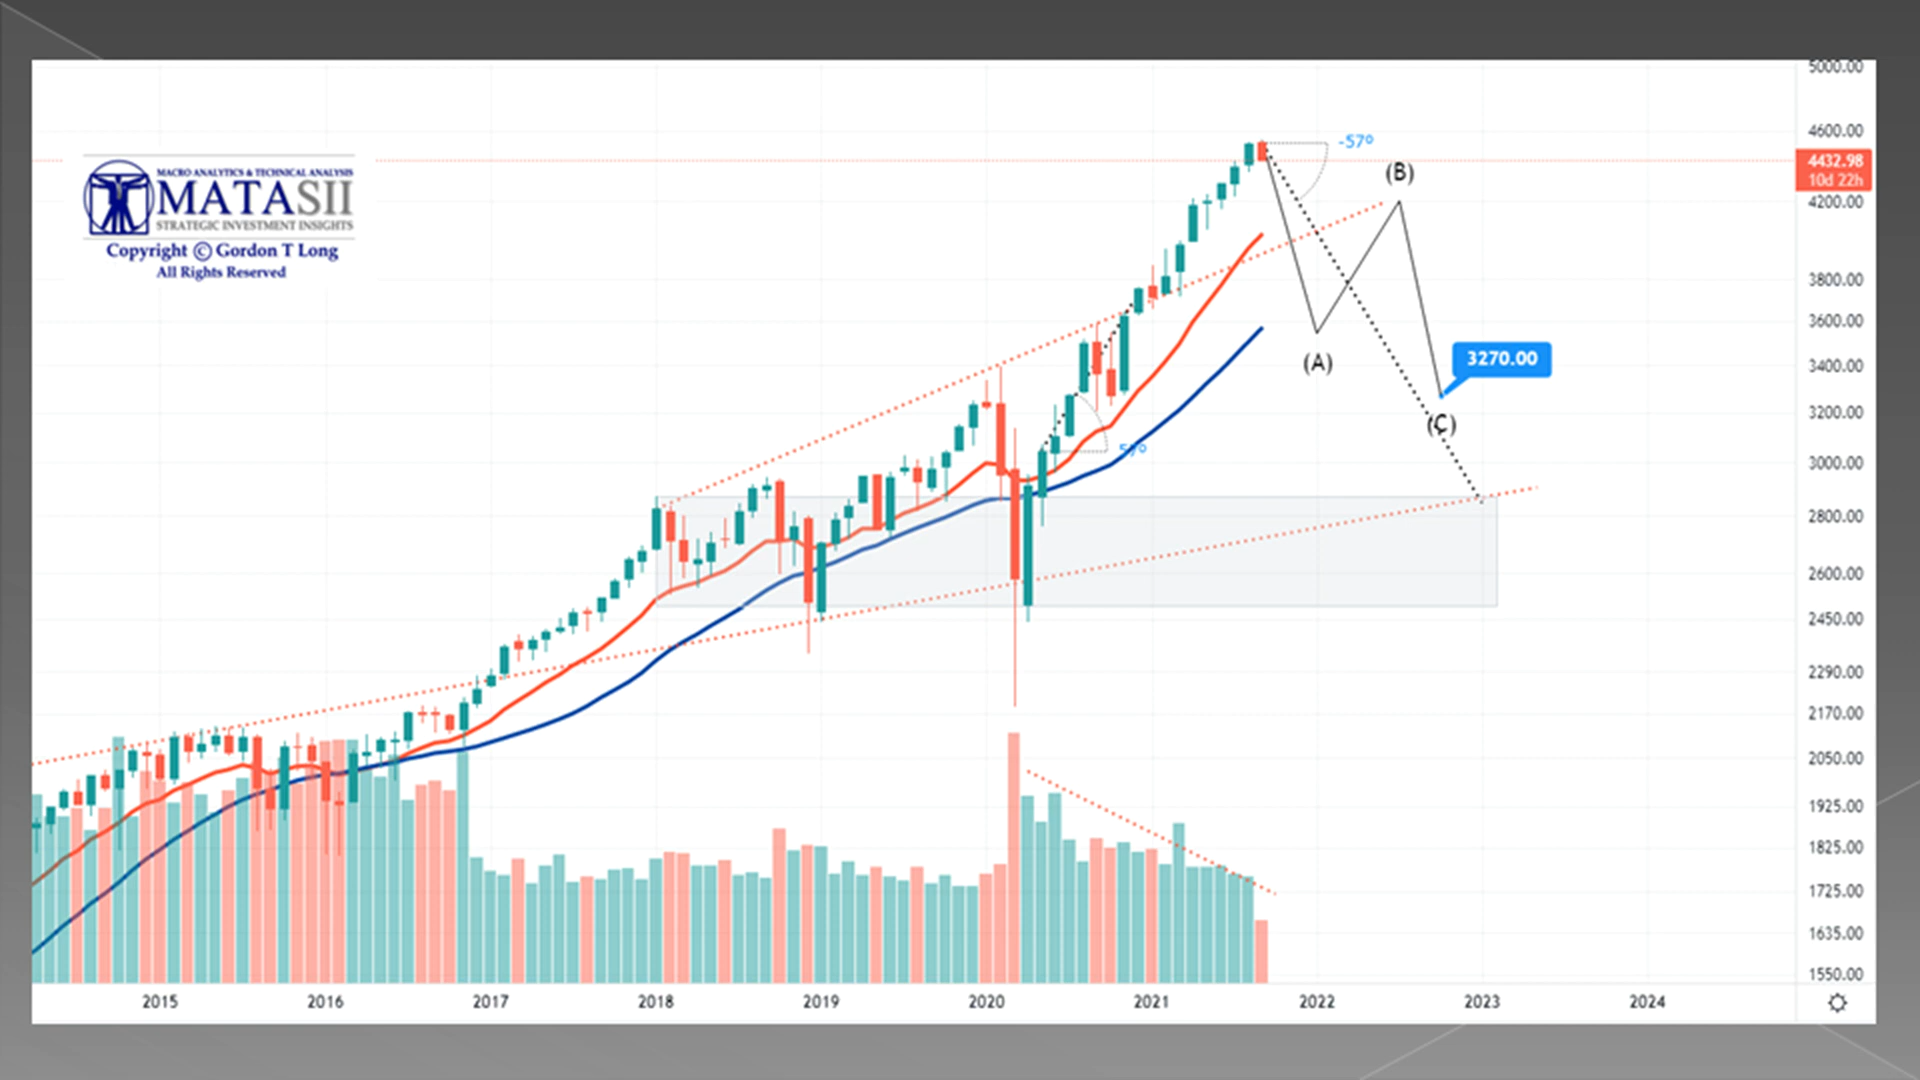 MACRO ANALYTICS & TECHNICAL ANALYSIS
MATASII
STRATEGIC INVESTMENT INSIGHTS
Copyright © Gordon T Long
All Rights Reserved
-57º
(B)
(A)
3270.00
(C)
57º
5000.00
4600.00
4432.98
10d 22h
4200.00
3800.00
3600.00
3400.00
3200.00
3000.00
2800.00
2600.00
2450.00
2290.00
2170.00
2050.00
1925.00
1825.00
1725.00
1635.00
1550.00
2015 2016 2017 2018 2019 2020 2021 2022 2023 2024